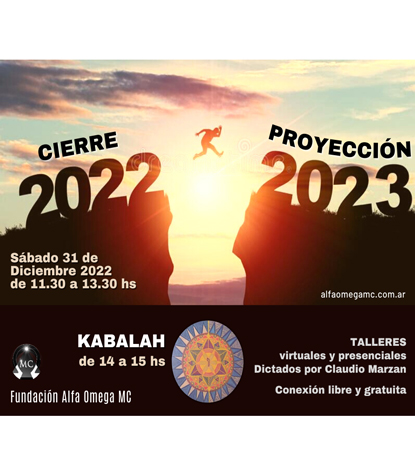 CIERRE
2022
PROYECCIÓN
2023
Sábado 31 de
Diciembre 2022
de 11.30 a 13.30 hs
alfaomegamc.com.ar
KABALAH
de 14 a 15 hs
TALLERES
virtuales y presenciales
Dictados por Claudio Marzan
Conexión libre y gratuita
MC
Fundación Alfa Omega MC